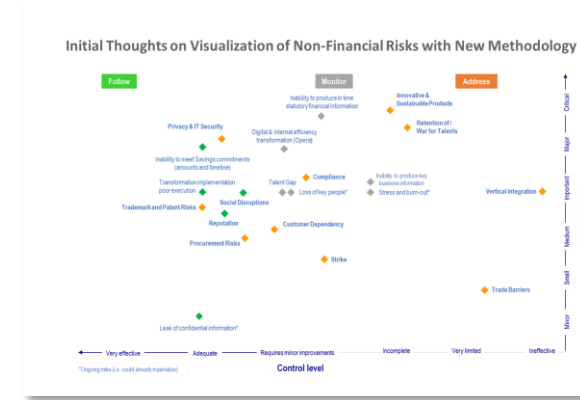 Initial Thoughts on Visualization of Non-Financial Risks with New Methodology
Follow
Monitor
Address
Inability to produce in time
statutory financial information
Innovative &
Sustainable Products
Critical
Privacy & IT Security
Digital & internal efficiency
transformation (Opera)
Retention of /
War for Talents
Major
Inability to meet Savings commitments
(amounts and timeline)
Transformation implementation
poor execution
Talent Gap
Compliance
Loss of key people*
Inability to produce key
business information
Stress and burn-out*
Vertical Integration
Important
Trademark and Patent Risks
Social Disruptions
Reputation
Customer Dependency
Procurement Risks
Medium
Strike
Small
Trade Barriers
Minor
Leak of confidential information*
Very effective
Adequate
Requires minor improvements
Incomplete
Very limited
Ineffective
*Ongoing risks (i.e. could already materialize)
Control level